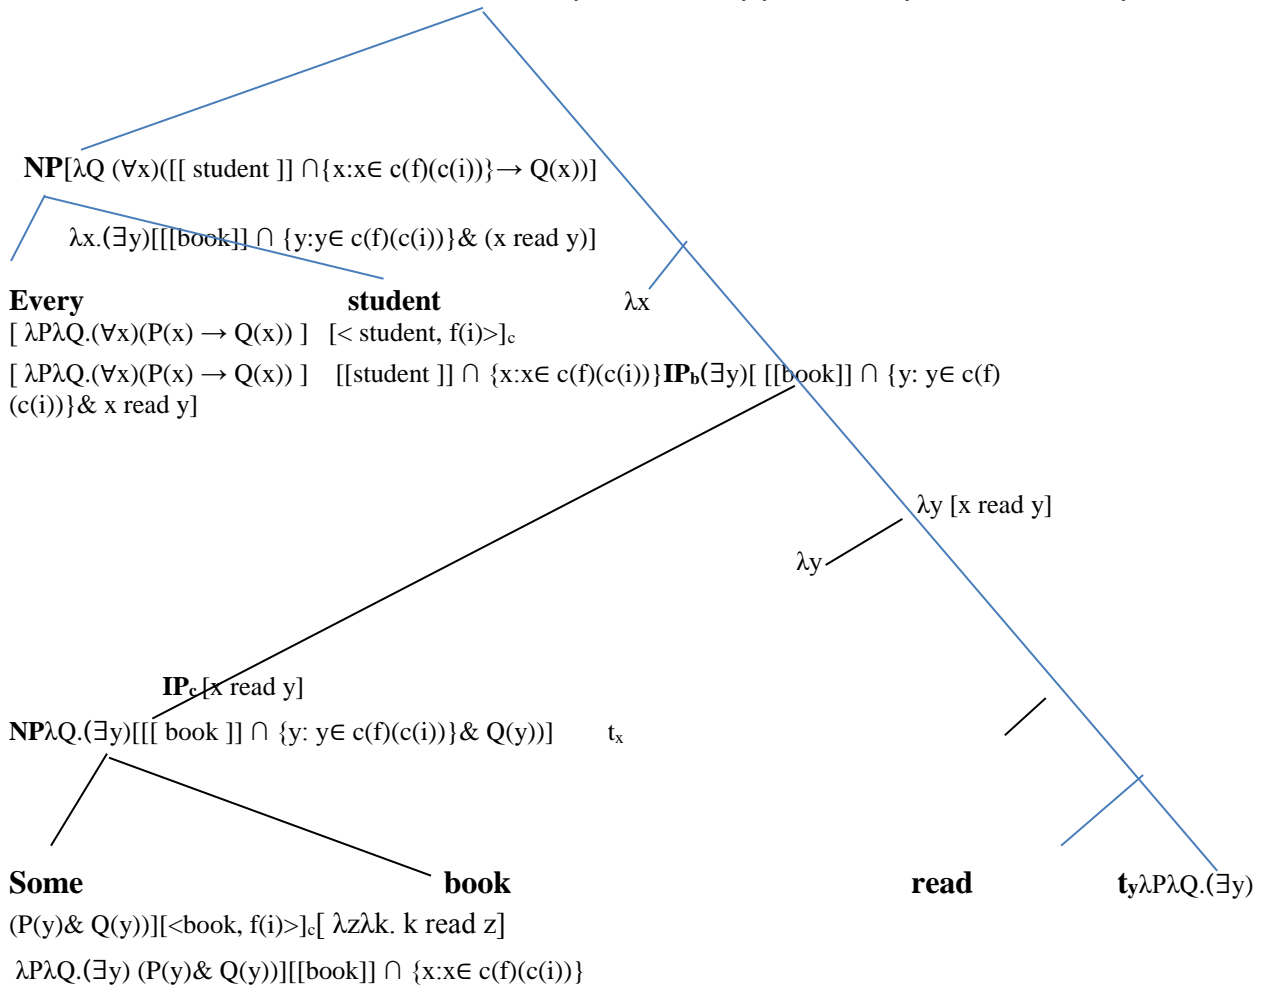 NP[λQ (∀x)([[ student ]] ∩{x:x∈ c(f)(c(i))}→ Q(x))]
λx.(∃y)[[[book]] ∩ {y:y∈ c(f)(c(i))}& (x read y)]
Every student λx
[ λPλQ.(∀x)(P(x) → Q(x)) ] [< student, f(i)>]c
[ λPλQ.(∀x)(P(x) → Q(x)) ] [[student ]] ∩ {x:x∈ c(f)(c(i))}IPb(∃y)[ [[book]] ∩ {y: y∈ c(f)
(c(i))}& x read y]
λy [x read y]
λy
IPc [x read y]
NPλQ.(∃y)[[[ book ]] ∩ {y: y∈ c(f)(c(i))}& Q(y))] tx
Some book read tyλPλQ.(∃y)
(P(y)& Q(y))][<book, f(i)>]c[ λzλk. k read z]
λPλQ.(∃y) (P(y)& Q(y))][[book]] ∩ {x:x∈ c(f)(c(i))}